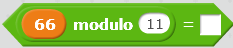 66 modulo 11 =